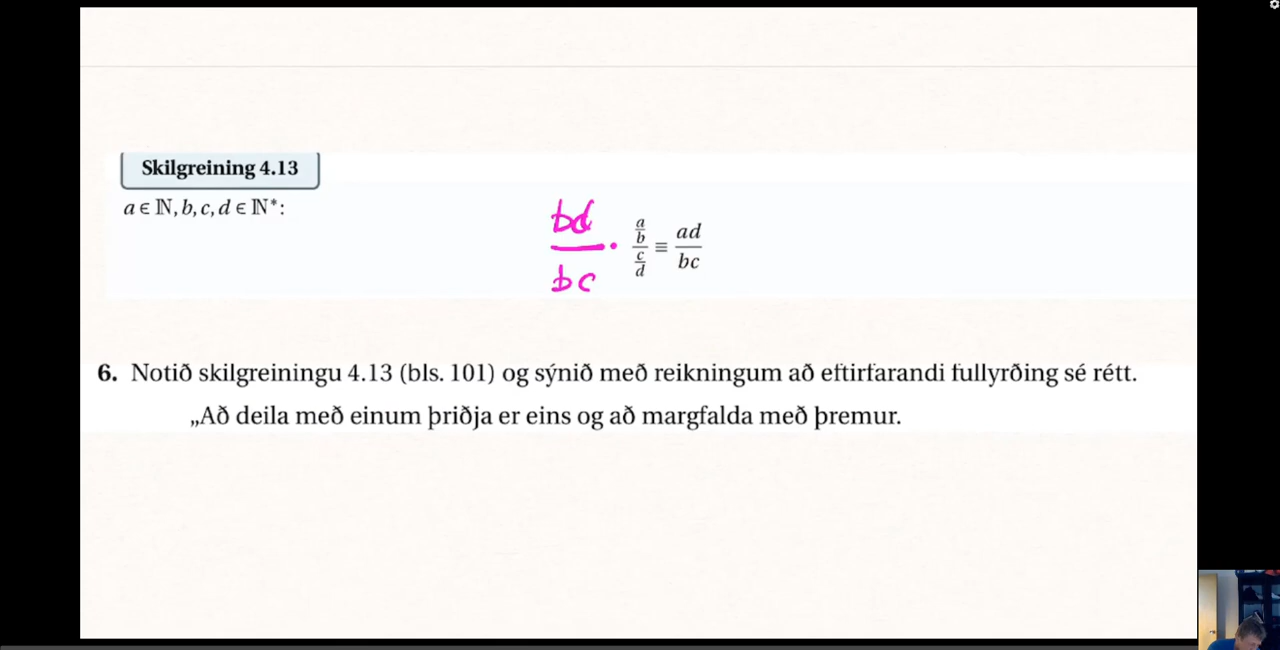 Skilgreining 4.13
a ∈ ℕ, b, c, d ∈ ℕ*:
bd/bc · (a/b)/(c/d) ≡ ad/bc
6. Notið skilgreiningu 4.13 (bls. 101) og sýnið með reikningum að eftirfarandi fullyrðing sé rétt.
„Að deila með einum þriðja er eins og að margfalda með þremur.